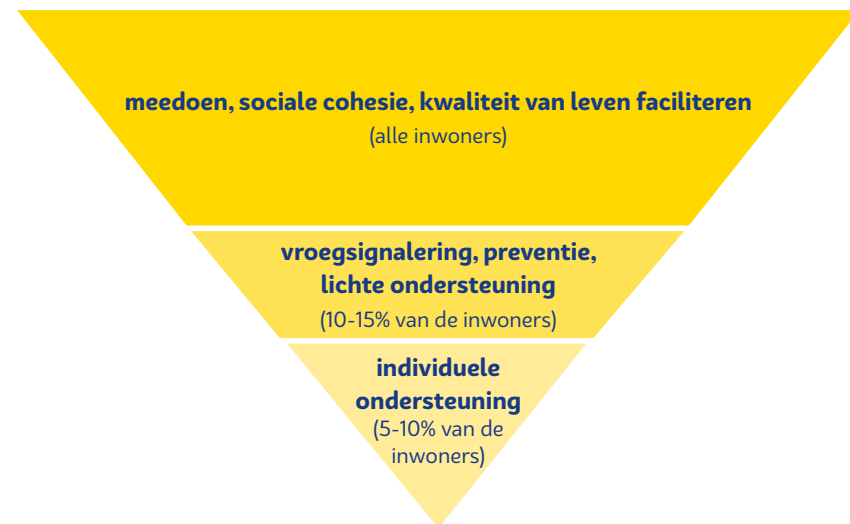 meedoen, sociale cohesie, kwaliteit van leven faciliteren
(alle inwoners)
vroegsignalering, preventie,
lichte ondersteuning
(10-15% van de inwoners)
individuele
ondersteuning
(5-10% van de
inwoners)